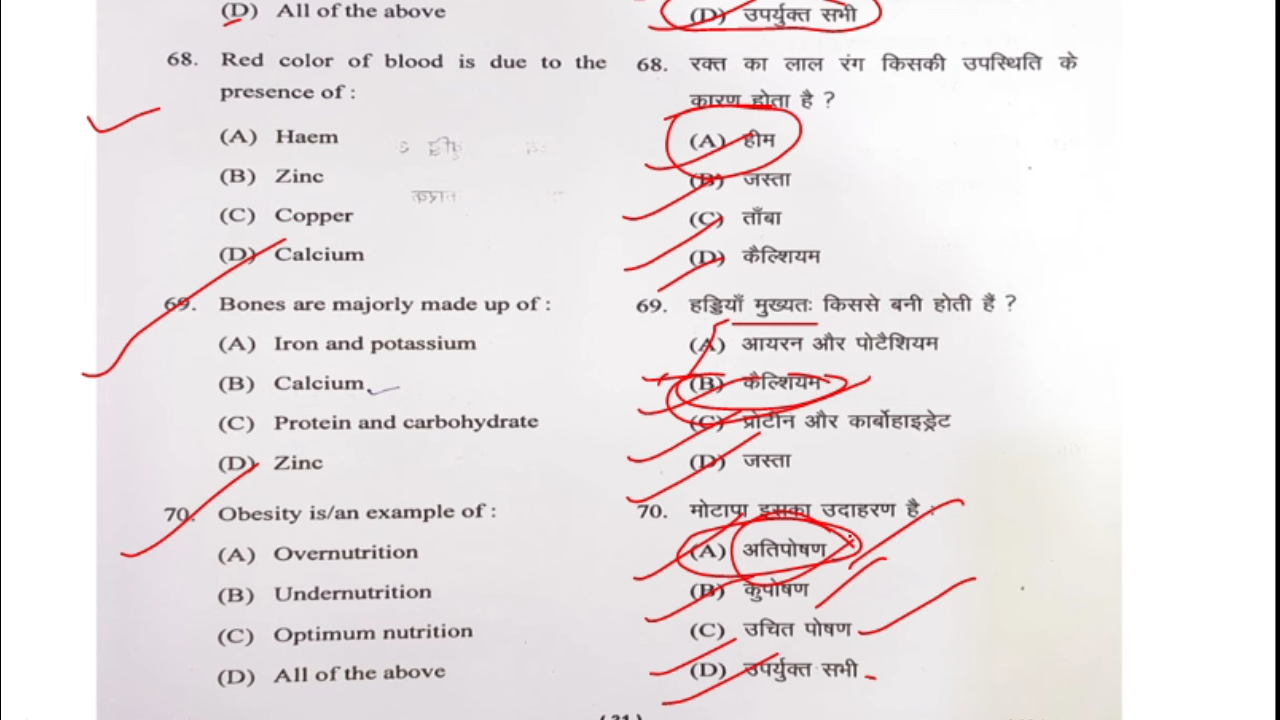 (D) All of the above
68. Red color of blood is due to the
presence of :
(A) Haem
(B) Zinc
(C) Copper
(D) Calcium
69. Bones are majorly made up of :
(A) Iron and potassium
(B) Calcium
(C) Protein and carbohydrate
(D) Zinc
70. Obesity is/an example of :
(A) Overnutrition
(B) Undernutrition
(C) Optimum nutrition
(D) All of the above
(D) उपर्युक्त सभी
68. रक्त का लाल रंग किसकी उपस्थिति के
कारण होता है ?
(A) हीम
(B) जस्ता
(C) ताँबा
(D) कैल्शियम
69. हड्डियाँ मुख्यतः किससे बनी होती हैं ?
(A) आयरन और पोटैशियम
(B) कैल्शियम
(C) प्रोटीन और कार्बोहाइड्रेट
(D) जस्ता
70. मोटापा इसका उदाहरण है :
(A) अतिपोषण
(B) कुपोषण
(C) उचित पोषण
(D) उपर्युक्त सभी